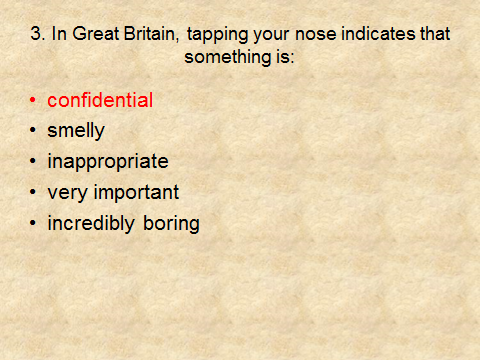 3. In Great Britain, tapping your nose indicates that
something is:
• confidential
• smelly
• inappropriate
• very important
• incredibly boring